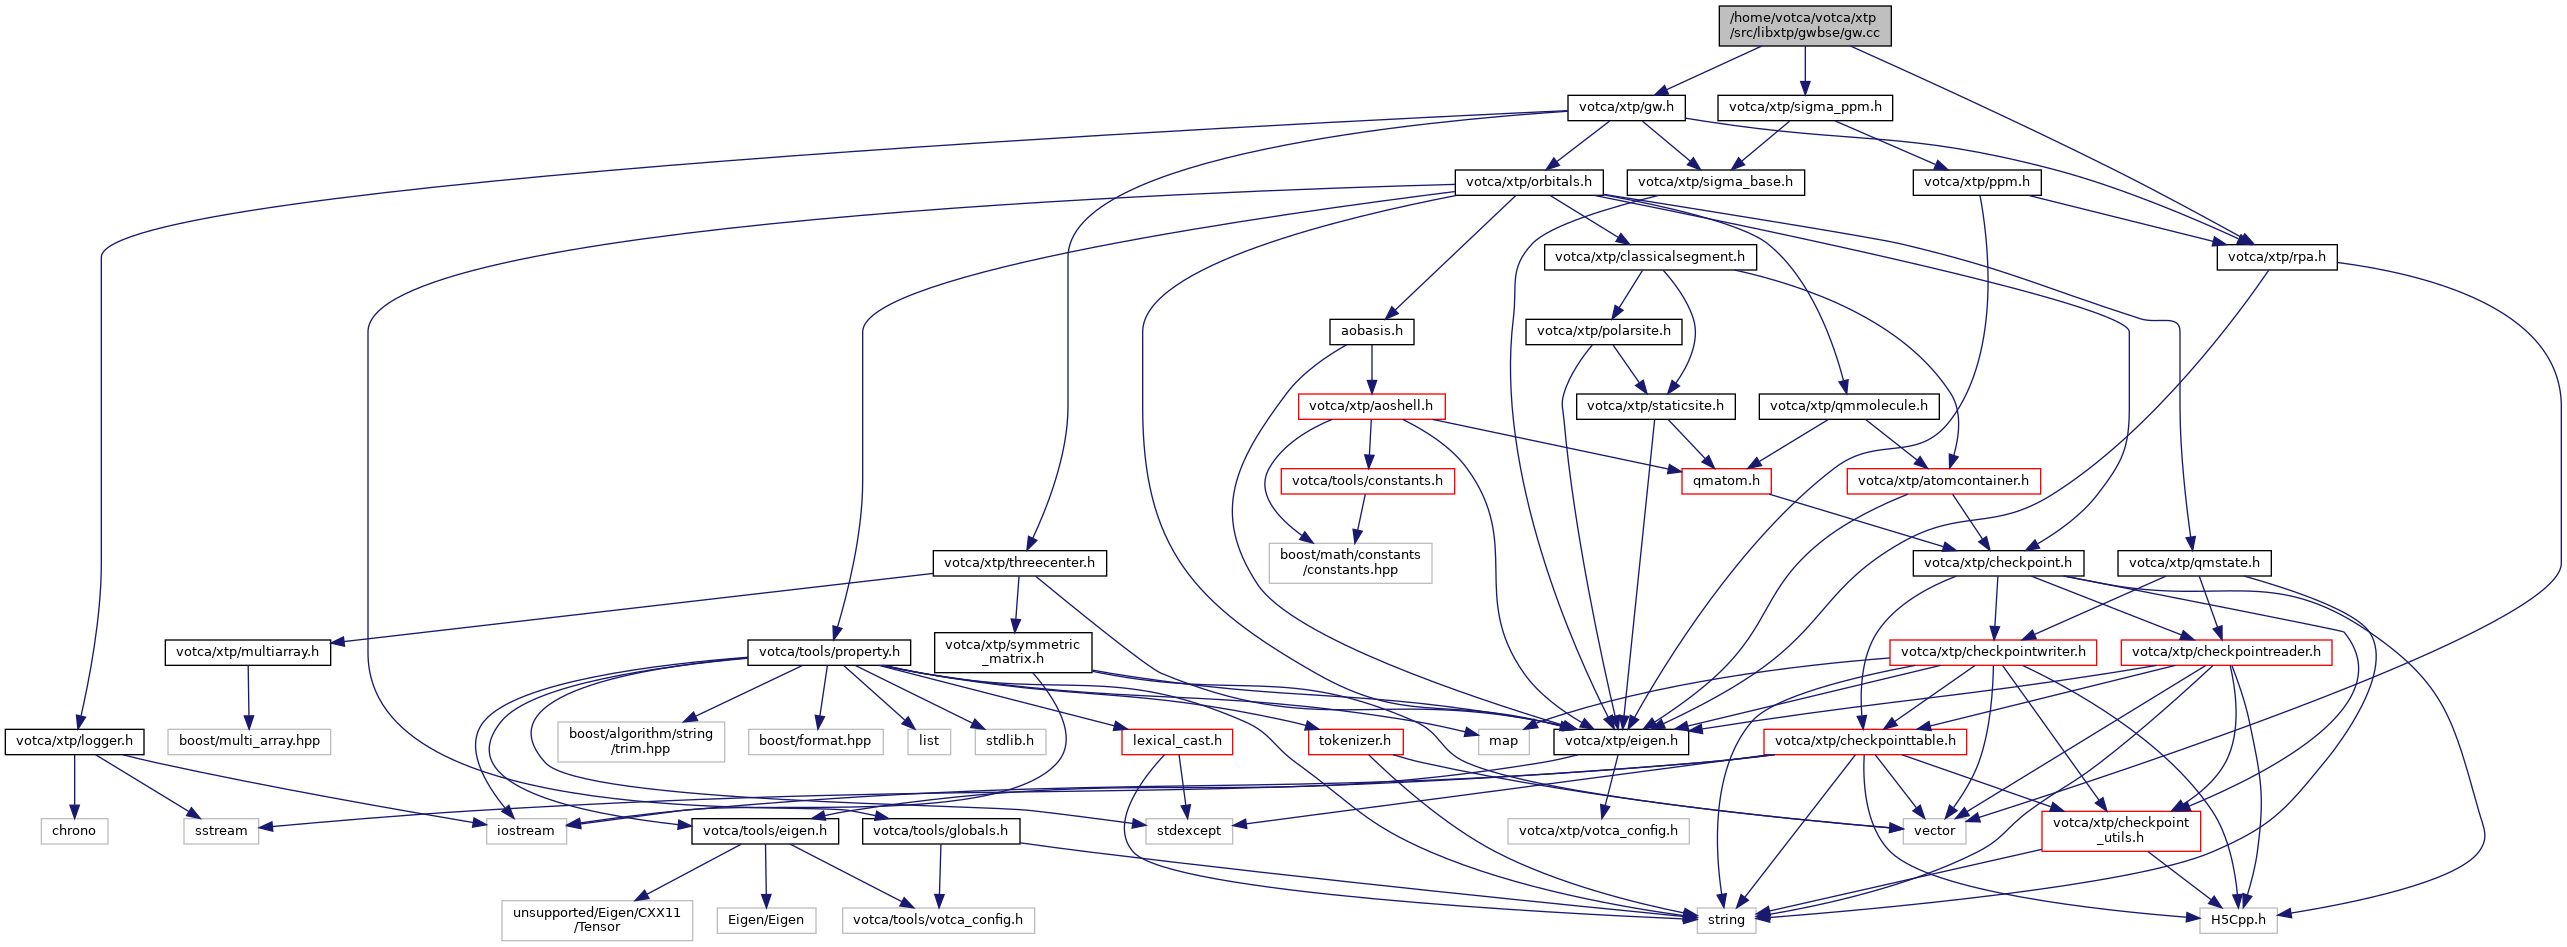 /home/votca/votca/xtp
/src/libxtp/gwbse/gw.cc
votca/xtp/gw.h
votca/xtp/sigma_ppm.h
votca/xtp/orbitals.h
votca/xtp/sigma_base.h
votca/xtp/ppm.h
votca/xtp/classicalsegment.h
votca/xtp/rpa.h
aobasis.h
votca/xtp/polarsite.h
votca/xtp/aoshell.h
votca/xtp/staticsite.h
votca/xtp/qmmolecule.h
votca/tools/constants.h
qmatom.h
votca/xtp/atomcontainer.h
boost/math/constants
/constants.hpp
votca/xtp/threecenter.h
votca/xtp/checkpoint.h
votca/xtp/qmstate.h
votca/xtp/multiarray.h
votca/tools/property.h
votca/xtp/symmetric
_matrix.h
votca/xtp/checkpointwriter.h
votca/xtp/checkpointreader.h
votca/xtp/logger.h
boost/multi_array.hpp
boost/algorithm/string
/trim.hpp
boost/format.hpp
list
stdlib.h
lexical_cast.h
tokenizer.h
map
votca/xtp/eigen.h
votca/xtp/checkpointtable.h
chrono
sstream
iostream
votca/tools/eigen.h
votca/tools/globals.h
stdexcept
votca/xtp/votca_config.h
vector
votca/xtp/checkpoint
_utils.h
unsupported/Eigen/CXX11
/Tensor
Eigen/Eigen
votca/tools/votca_config.h
string
H5Cpp.h